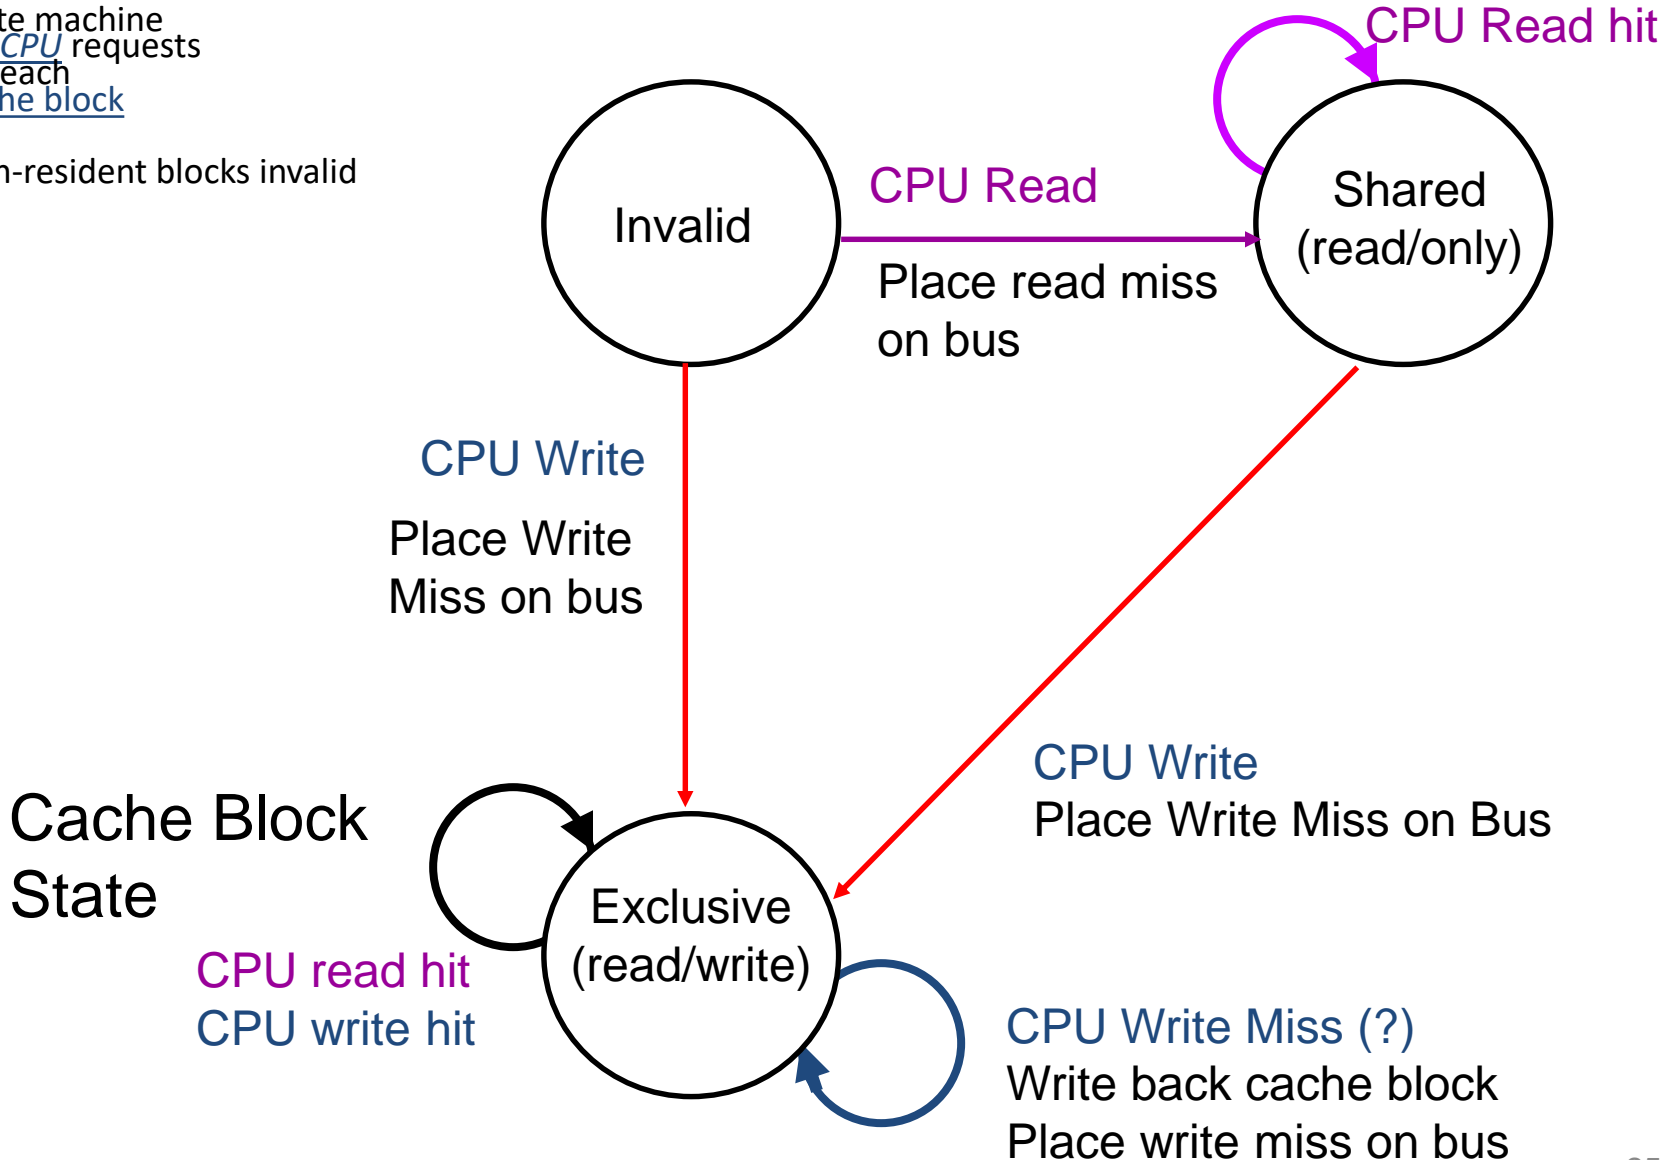 te machine
CPU requests
each
he block
n-resident blocks invalid
CPU Read hit
Invalid
CPU Read
Place read miss
on bus
Shared
(read/only)
CPU Write
Place Write
Miss on bus
CPU Write
Place Write Miss on Bus
Cache Block
State
Exclusive
(read/write)
CPU read hit
CPU write hit
CPU Write Miss (?)
Write back cache block
Place write miss on bus